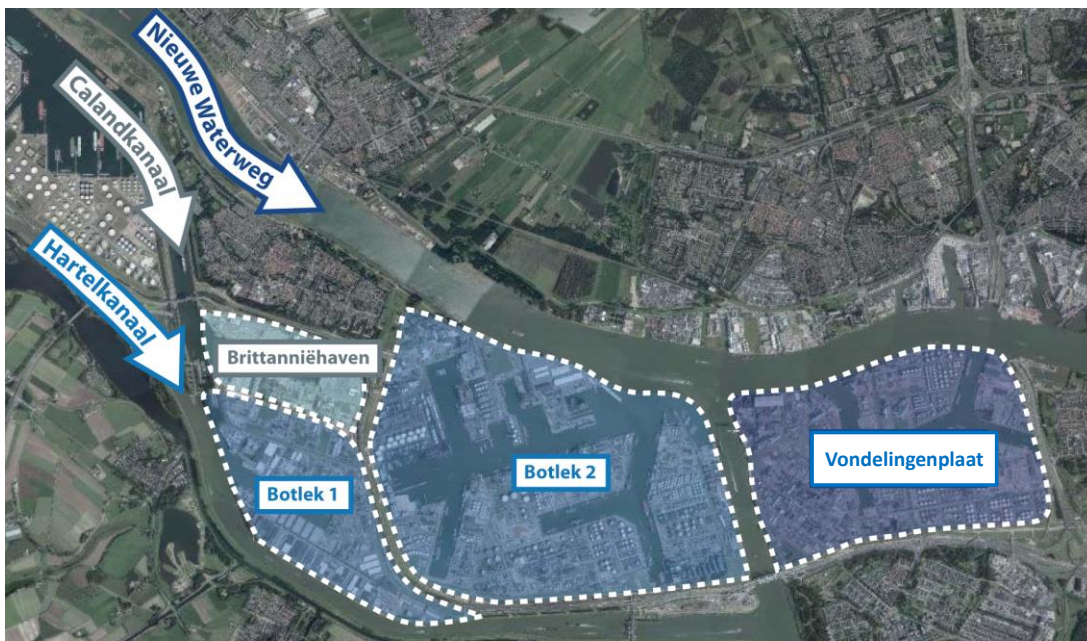 Nieuwe Waterweg
Calandkanaal
Hartelkanaal
Brittanniëhaven
Botlek 1
Botlek 2
Vondelingenplaat